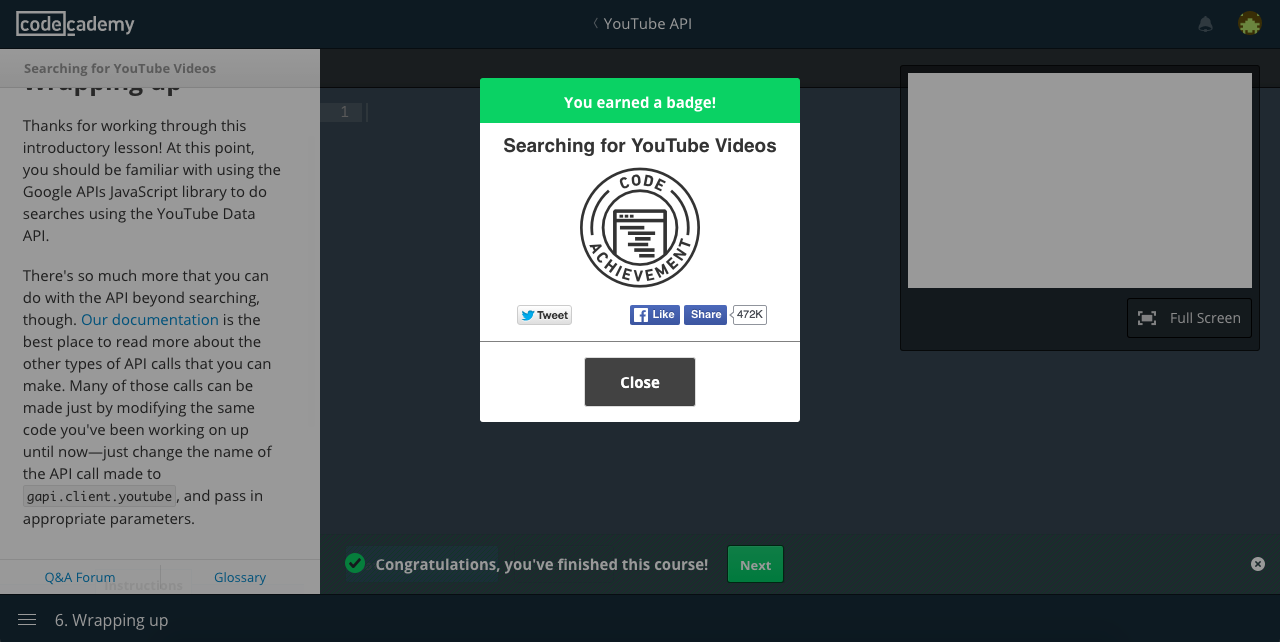 codecademy
YouTube API
Searching for YouTube Videos
Wrapping up
Thanks for working through this
introductory lesson! At this point,
you should be familiar with using the
Google APIs JavaScript library to do
searches using the YouTube Data
API.
There's so much more that you can
do with the API beyond searching,
though. Our documentation is the
best place to read more about the
other types of API calls that you can
make. Many of those calls can be
made just by modifying the same
code you've been working on up
until now—just change the name of
the API call made to
gapi.client.youtube, and pass in
appropriate parameters.
Instructions
Q&A Forum
Glossary
1
You earned a badge!
Searching for YouTube Videos
CODE
ACHIEVEMENT
Tweet
Like
Share
472K
Close
Full Screen
Congratulations, you've finished this course!
Next
6. Wrapping up